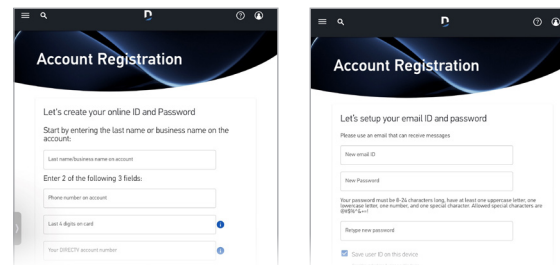 Account Registration
Let's create your online ID and Password
Start by entering the last name or business name on the
account:
Last name/business name on account
Enter 2 of the following 3 fields:
Phone number on account
Last 4 digits on card
Your DIRECTV account number
Account Registration
Let's setup your email ID and password
Please use an email that can receive messages
New email ID
New Password
Your password must be 8-24 characters long, have at least one uppercase letter, one
lowercase letter, one number, and one special character. Allowed special characters are
Retype new password
Save user ID on this device